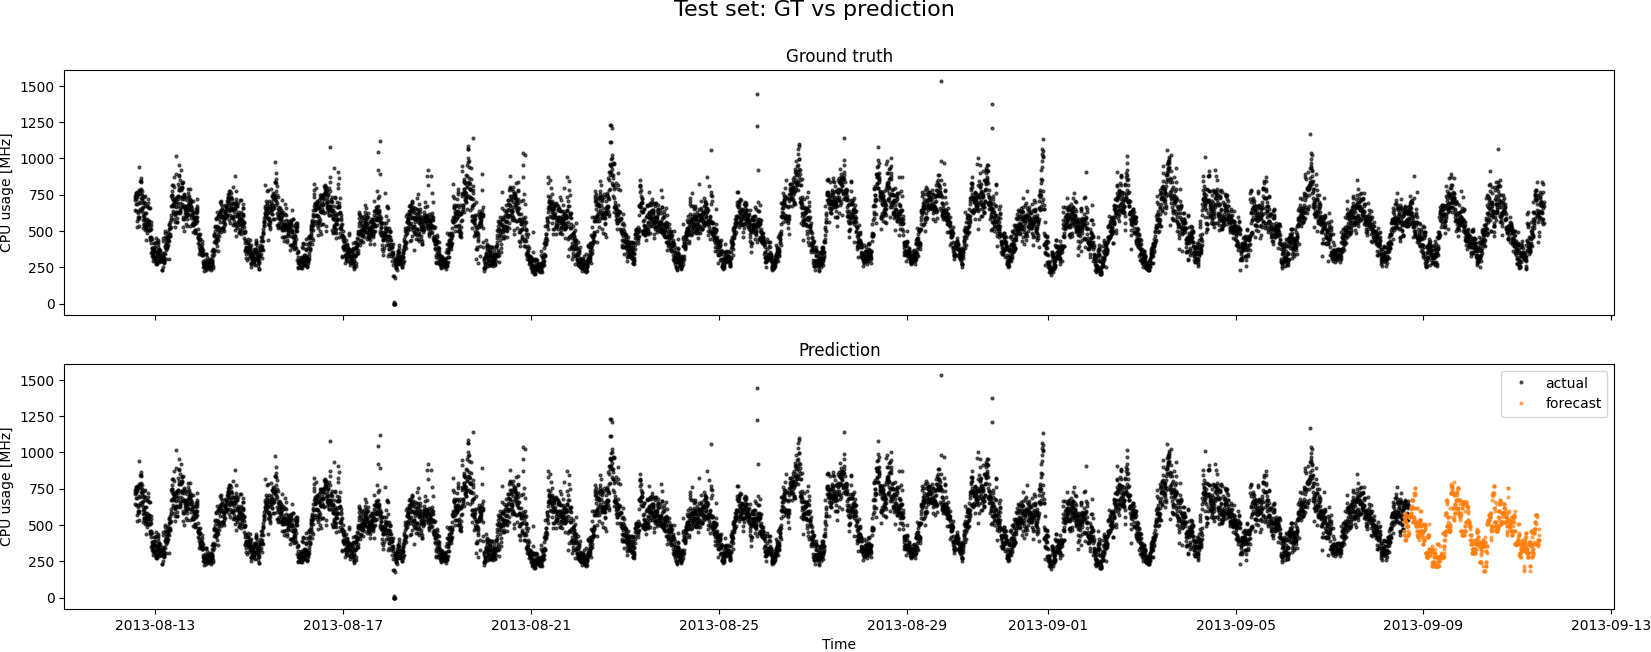 Test set: GT vs prediction
Ground truth
CPU usage [MHz]
1500
1250
1000
750
500
250
0
Prediction
CPU usage [MHz]
1500
1250
1000
750
500
250
0
actual
forecast
2013-08-13 2013-08-17 2013-08-21 2013-08-25 2013-08-29 2013-09-01 2013-09-05 2013-09-09 2013-09-13
Time